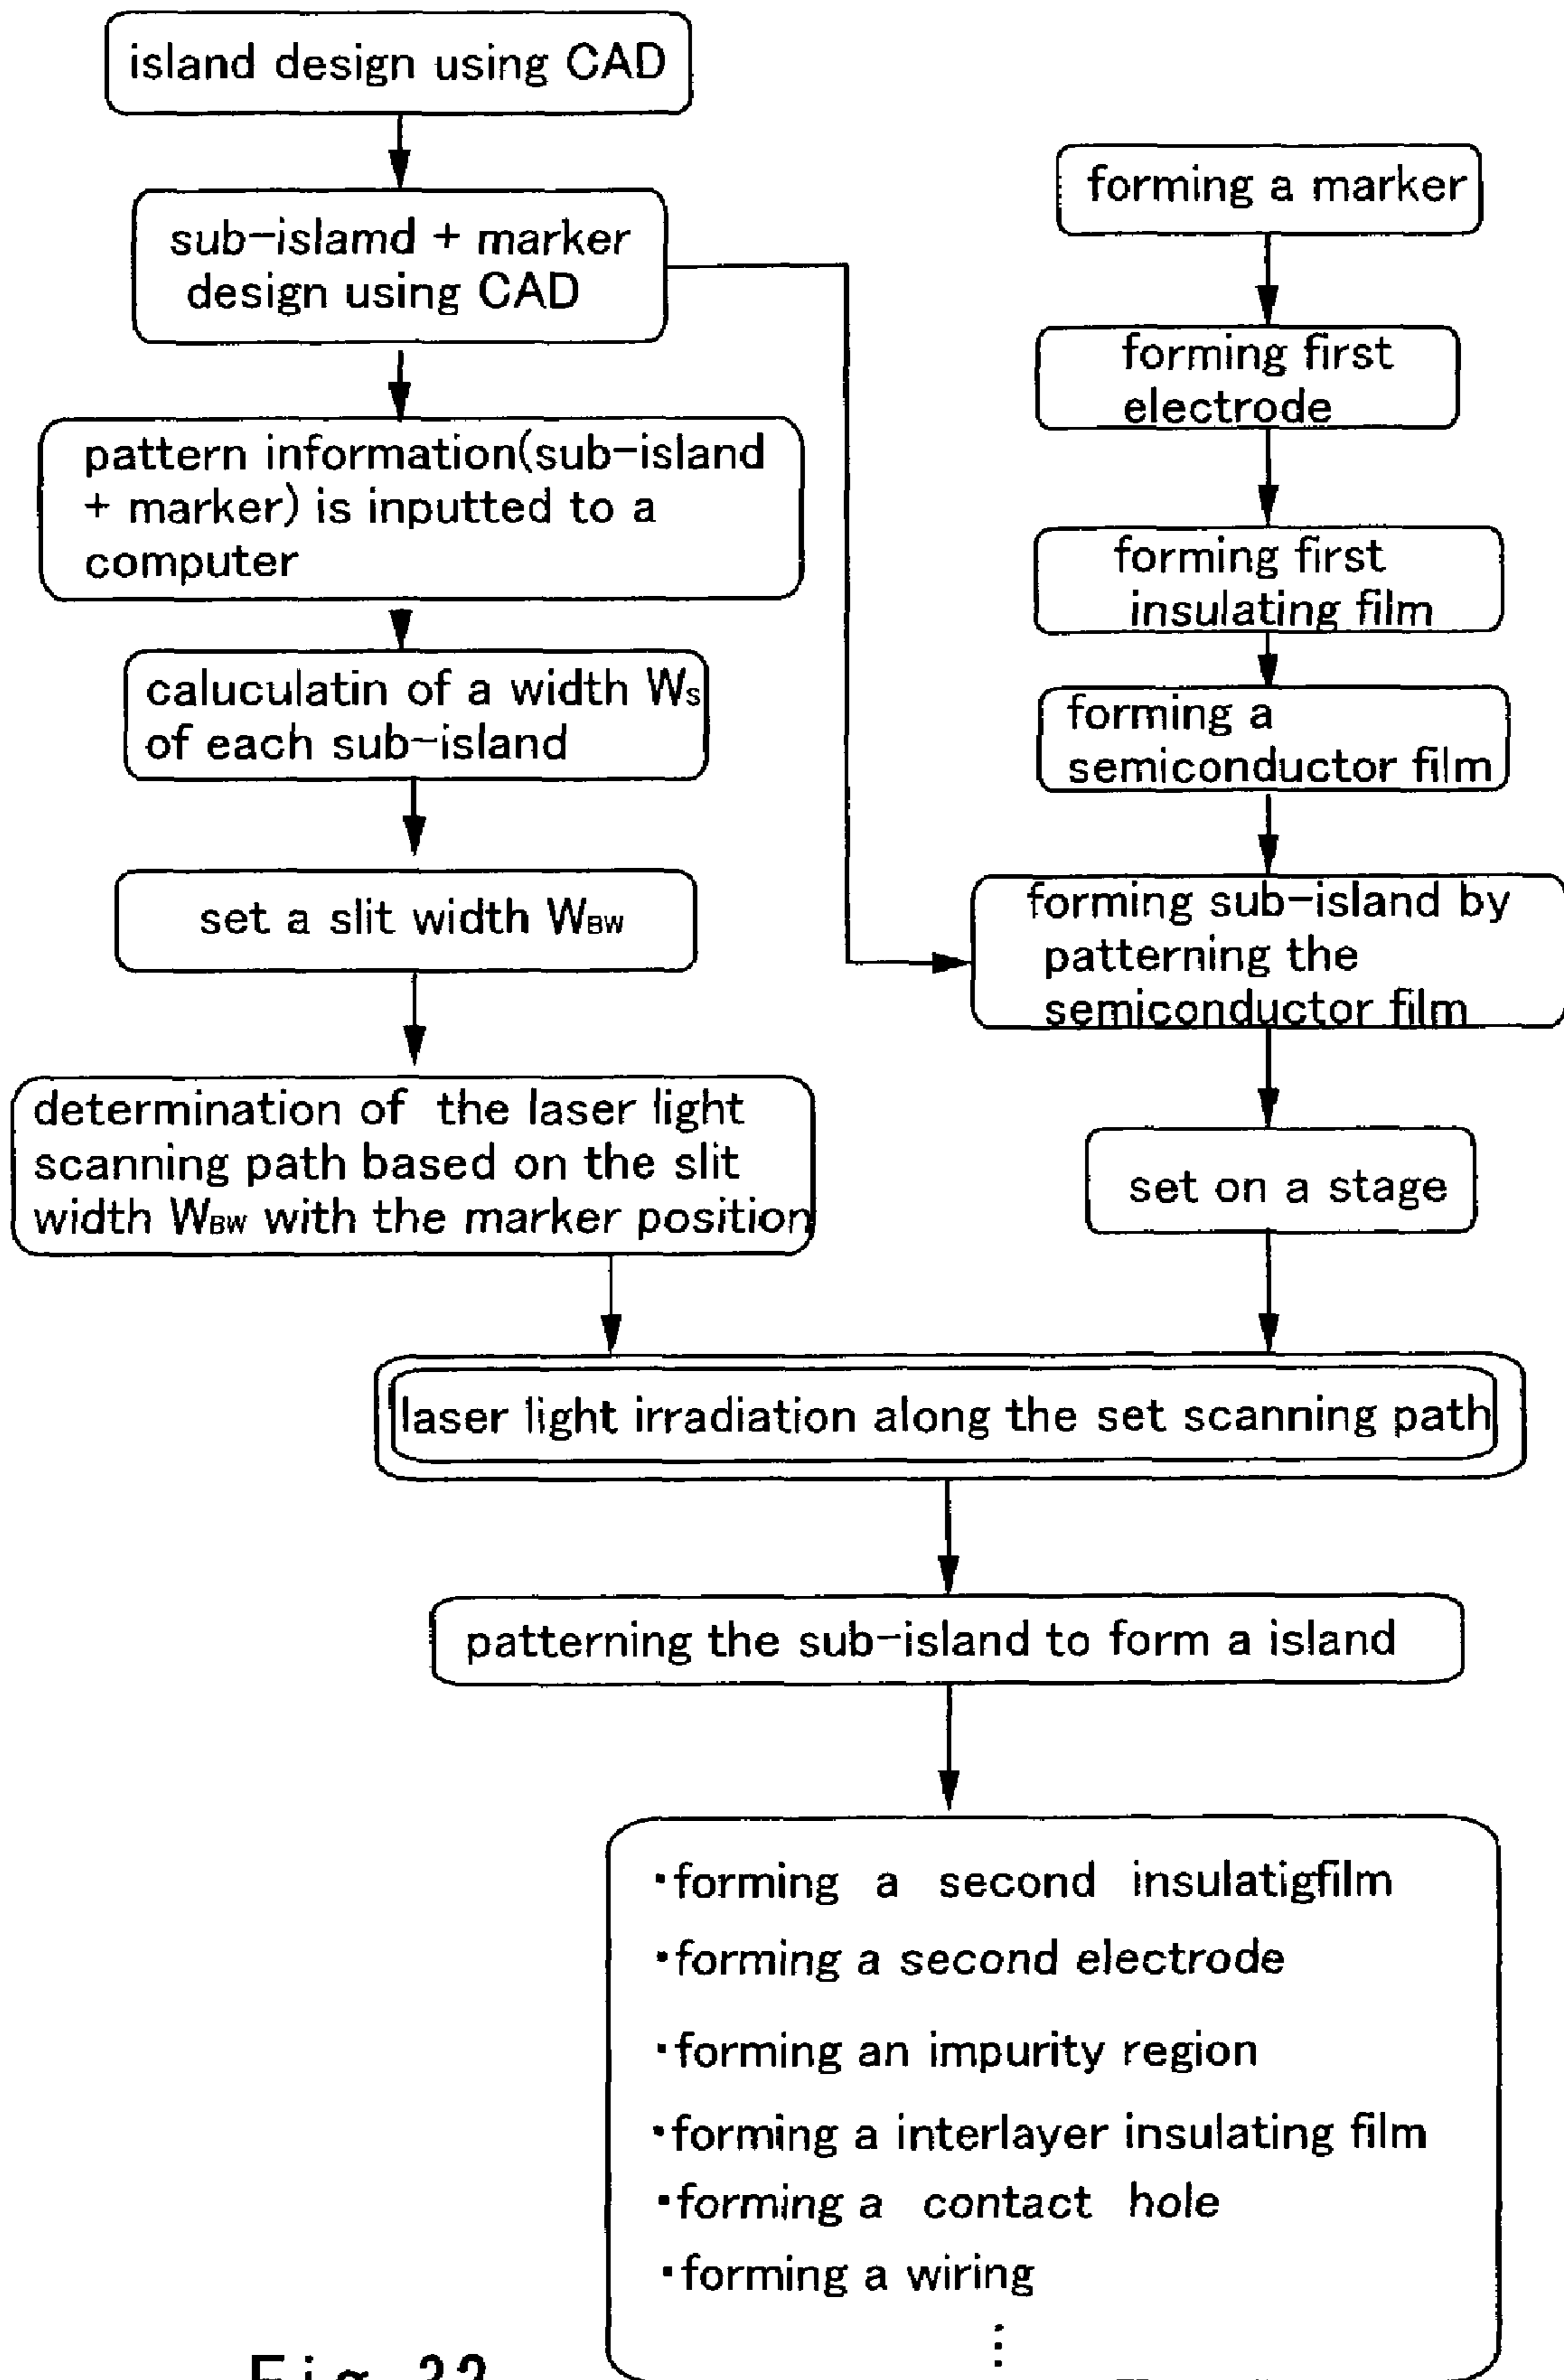 island design using CAD
sub-islamd + marker
design using CAD
pattern information(sub-island
+ marker) is inputted to a
computer
caluculatin of a width Ws
of each sub-island
set a slit width WBW
determination of the laser light
scanning path based on the slit
width WBW with the marker position
forming a marker
forming first
electrode
forming first
insulating film
forming a
semiconductor film
forming sub-island by
patterning the
semiconductor film
set on a stage
laser light irradiation along the set scanning path
patterning the sub-island to form a island
・forming a second insulatigfilm
・forming a second electrode
・forming an impurity region
・forming a interlayer insulating film
・forming a contact hole
・forming a wiring
⋮